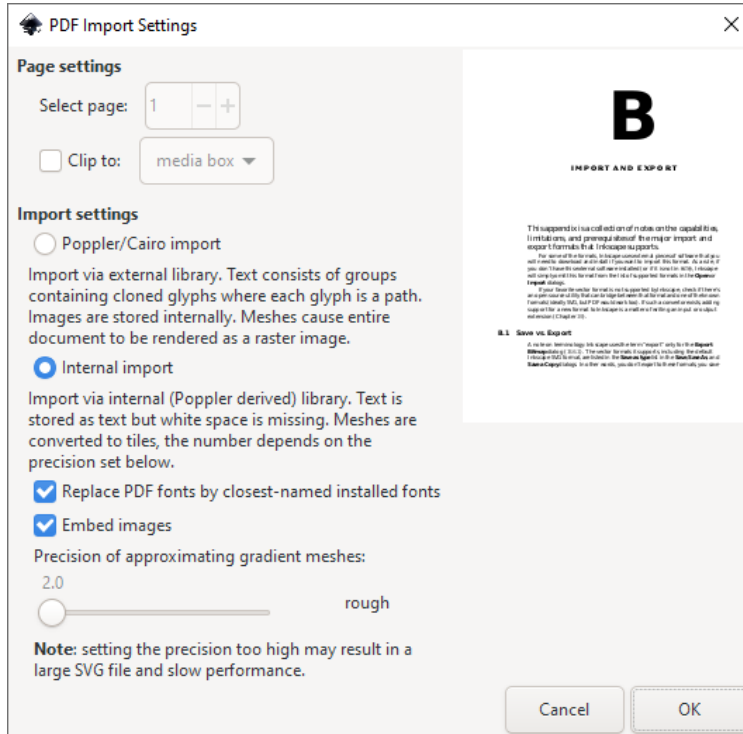 PDF Import Settings
Page settings
Select page: 1
Clip to: media box
Import settings
Poppler/Cairo import
Import via external library. Text consists of groups
containing cloned glyphs where each glyph is a path.
Images are stored internally. Meshes cause entire
document to be rendered as a raster image.
Internal import
Import via internal (Poppler derived) library. Text is
stored as text but white space is missing. Meshes are
converted to tiles, the number depends on the
precision set below.
Replace PDF fonts by closest-named installed fonts
Embed images
Precision of approximating gradient meshes:
2.0
rough
Note: setting the precision too high may result in a
large SVG file and slow performance.
Cancel
OK
B
IMPORT AND EXPORT
This appendix is a collection of notes on the capabilities,
limitations, and prerequisites of the major import and
export formats that Inkscape supports.
B.1 Save vs. Export